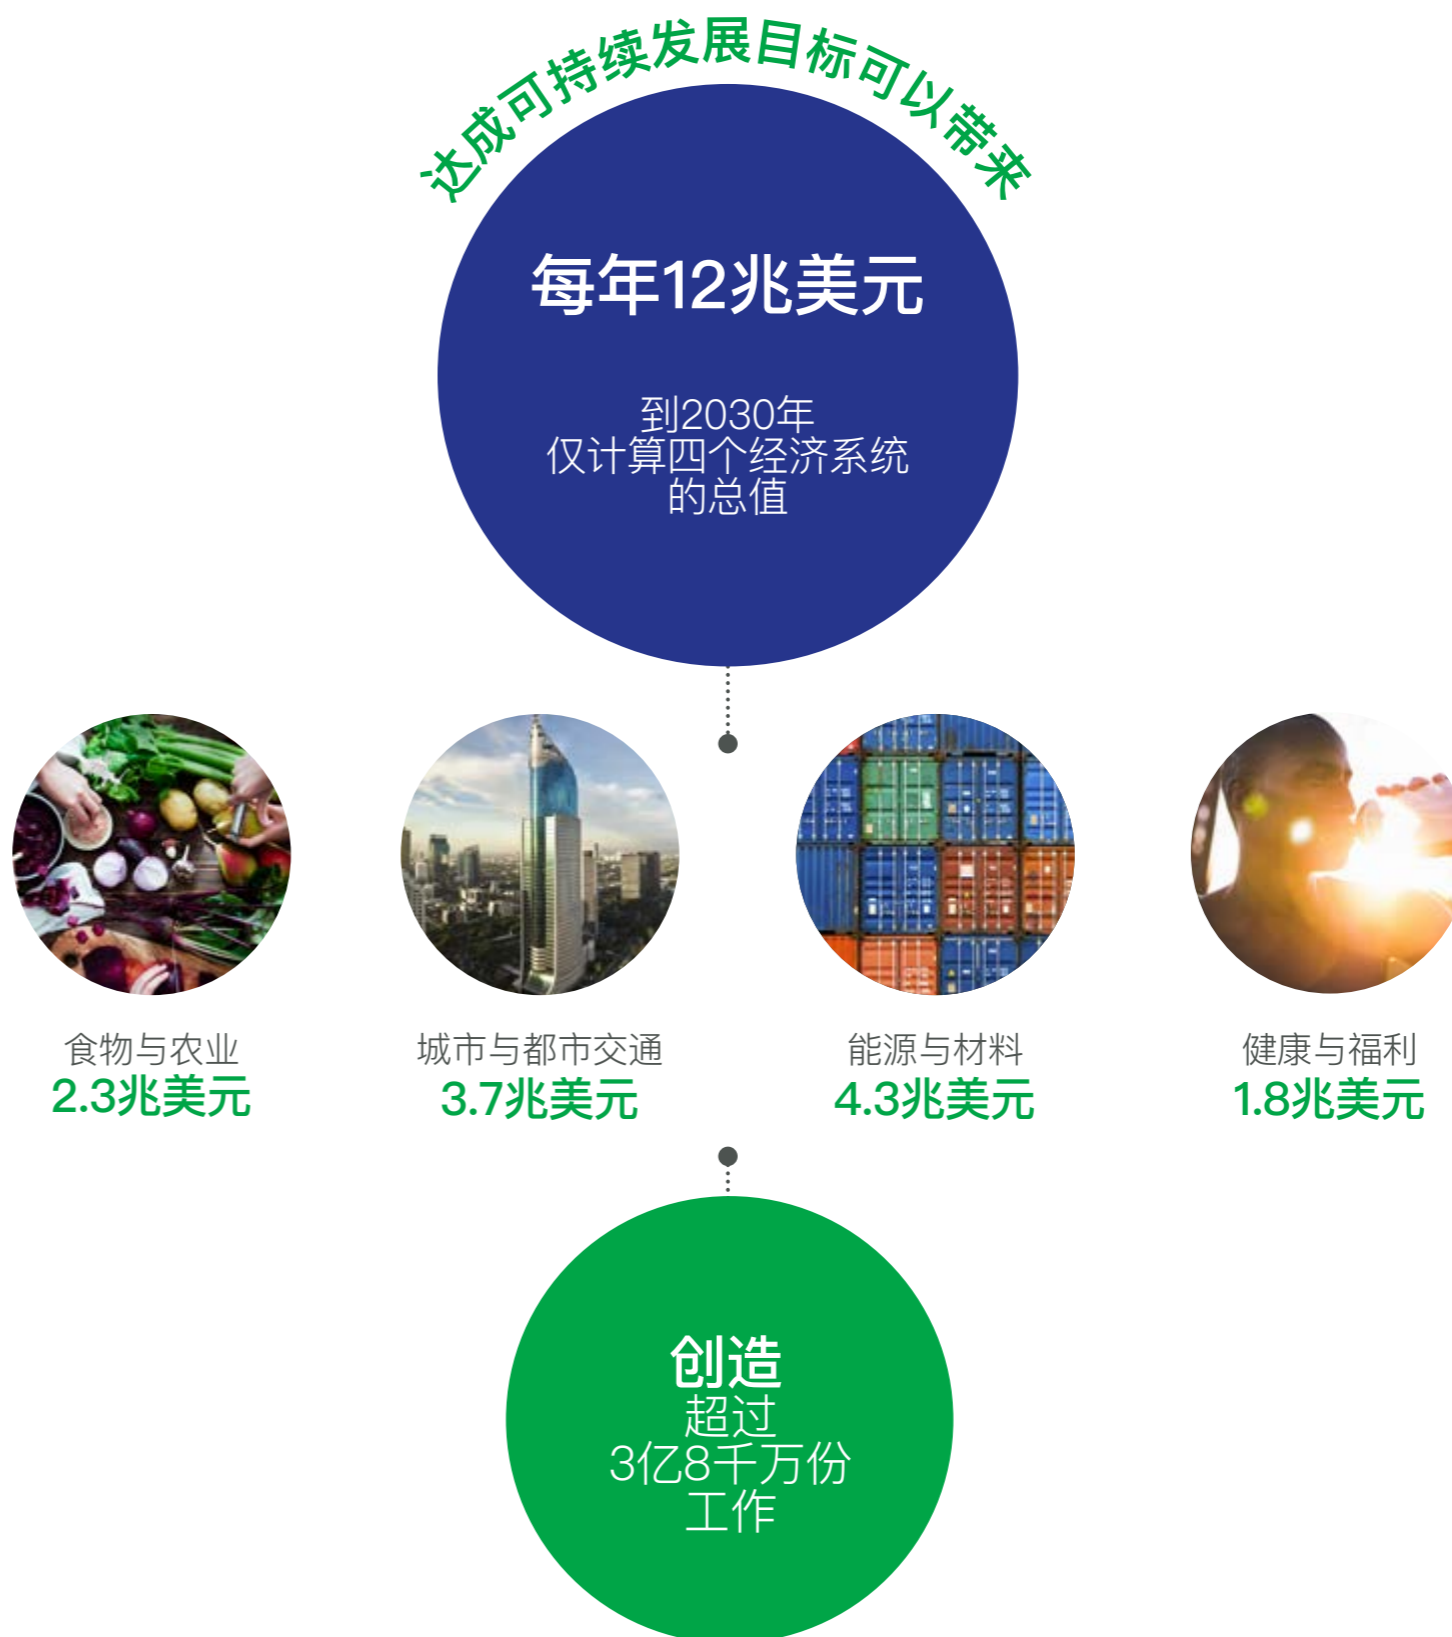 达成可持续发展目标可以带来
每年12兆美元
到2030年
仅计算四个经济系统
的总值
食物与农业
2.3兆美元
城市与都市交通
3.7兆美元
能源与材料
4.3兆美元
健康与福利
1.8兆美元
创造
超过
3亿8千万份
工作